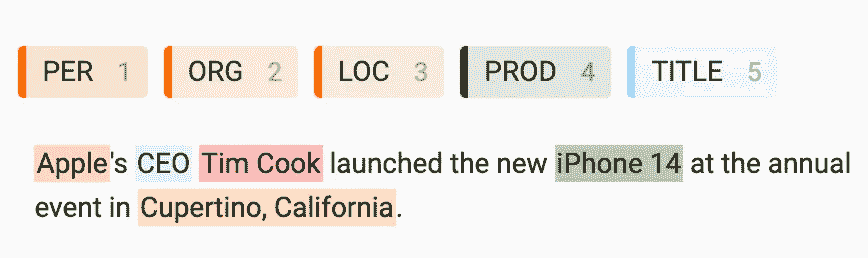 PER 1 ORG 2 LOC 3 PROD 4 TITLE 5
Apple's CEO Tim Cook launched the new iPhone 14 at the annual
event in Cupertino, California.